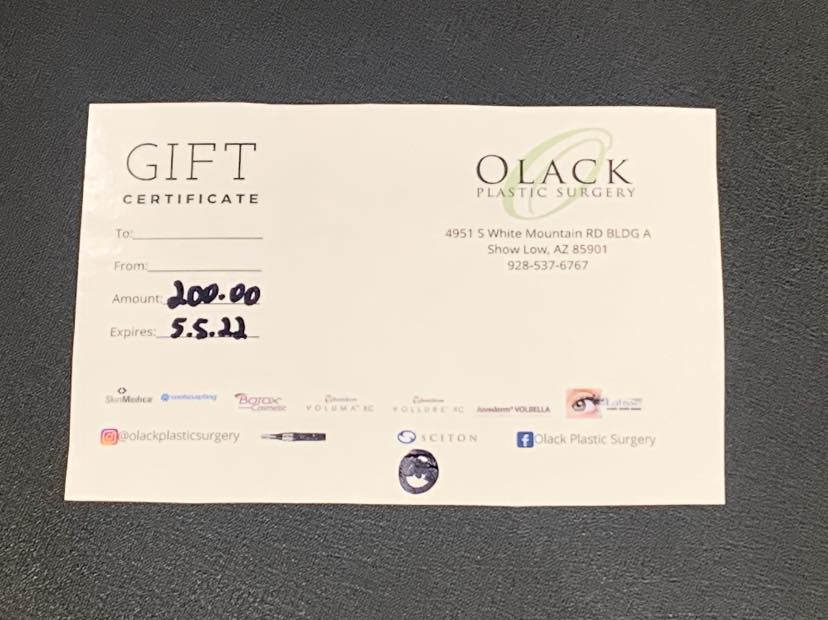 GIFT
CERTIFICATE
To:
From:
Amount: 200.00
Expires: 5.5.22
OLACK
PLASTIC SURGERY
4951 S White Mountain RD BLDG A
Show Low, AZ 85901
928-537-6767
SkinMedica coolsculpting BOTOX Cosmetic VOLUMA XC VOLLURE XC Juvederm VOLBELLA Latisse
@olackplasticsurgery SCITON Olack Plastic Surgery